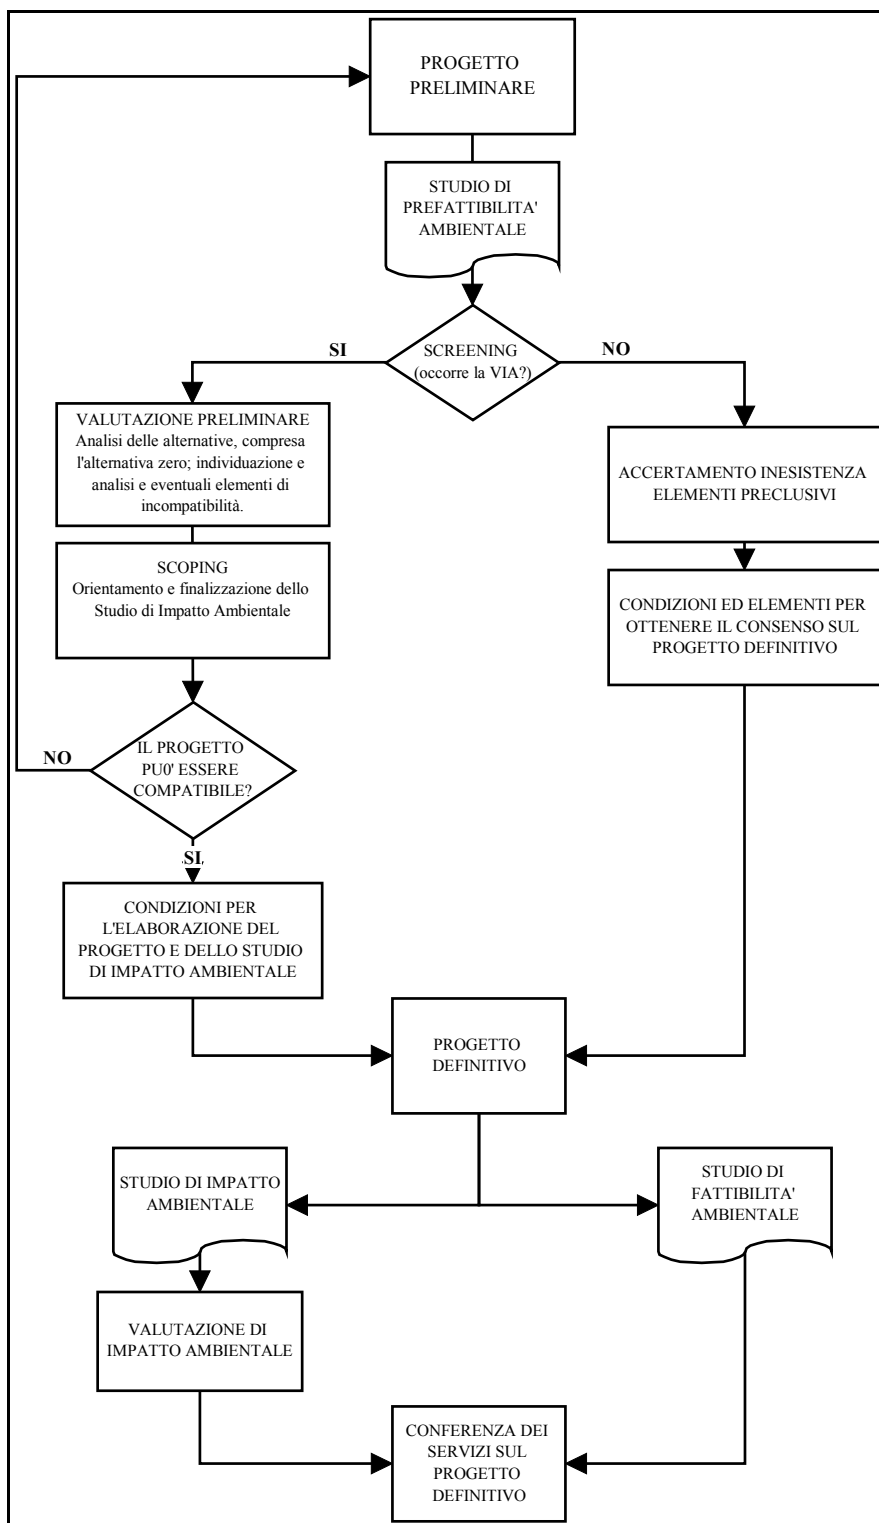 PROGETTO
PRELIMINARE
STUDIO DI
PREFATTIBILITA'
AMBIENTALE
SI
SCREENING
(occorre la VIA?)
NO
VALUTAZIONE PRELIMINARE
Analisi delle alternative, compresa
l'alternativa zero; individuazione e
analisi e eventuali elementi di
incompatibilità.
ACCERTAMENTO INESISTENZA
ELEMENTI PRECLUSIVI
SCOPING
Orientamento e finalizzazione dello
Studio di Impatto Ambientale
CONDIZIONI ED ELEMENTI PER
OTTENERE IL CONSENSO SUL
PROGETTO DEFINITIVO
NO
IL PROGETTO
PU0' ESSERE
COMPATIBILE?
SI
CONDIZIONI PER
L'ELABORAZIONE DEL
PROGETTO E DELLO STUDIO
DI IMPATTO AMBIENTALE
PROGETTO
DEFINITIVO
STUDIO DI IMPATTO
AMBIENTALE
STUDIO DI
FATTIBILITA'
AMBIENTALE
VALUTAZIONE DI
IMPATTO AMBIENTALE
CONFERENZA DEI
SERVIZI SUL
PROGETTO
DEFINITIVO